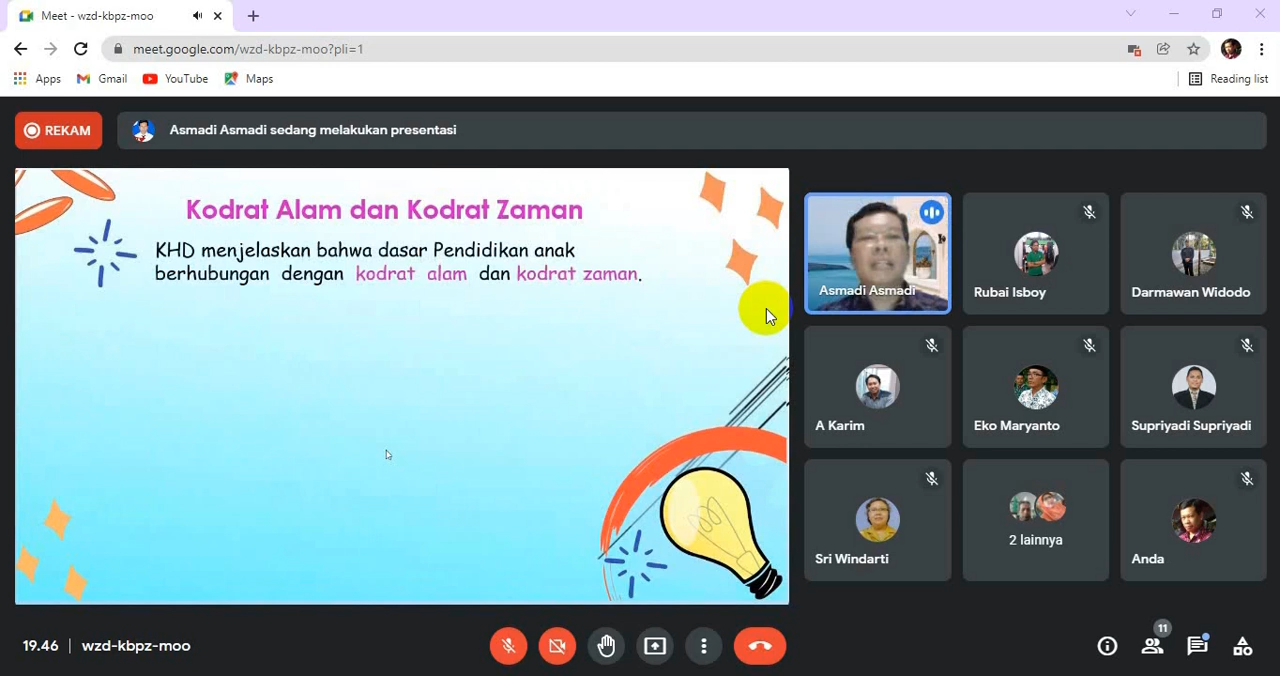 Meet - wzd-kbpz-moo
meet.google.com/wzd-kbpz-moo?pli=1
Apps Gmail YouTube Maps Reading list
REKAM
Asmadi Asmadi sedang melakukan presentasi
Kodrat Alam dan Kodrat Zaman
KHD menjelaskan bahwa dasar Pendidikan anak
berhubungan dengan kodrat alam dan kodrat zaman.
Asmadi Asmadi
Rubai Isboy
Darmawan Widodo
A Karim
Eko Maryanto
Supriyadi Supriyadi
Sri Windarti
2 lainnya
Anda
19.46 | wzd-kbpz-moo
11